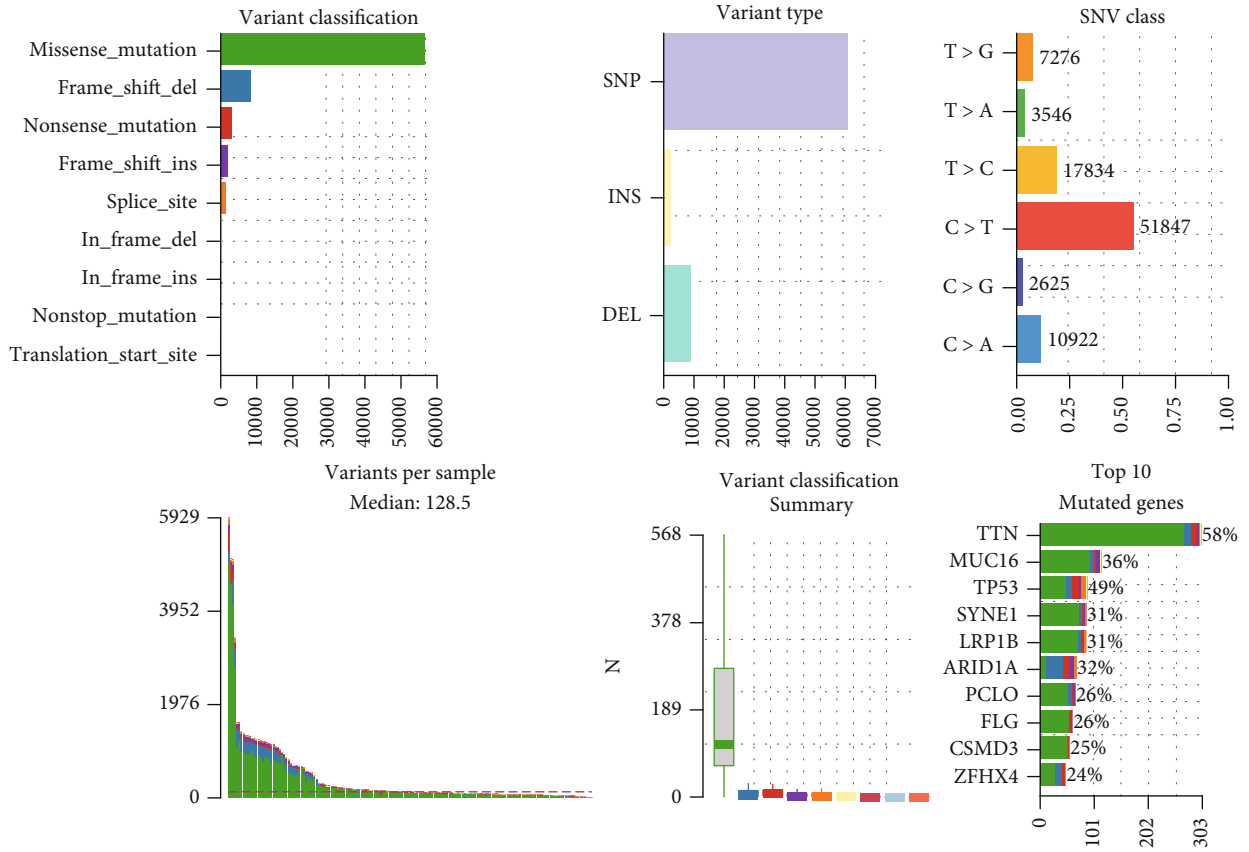 Variant classification
Missense_mutation
Frame_shift_del
Nonsense_mutation
Frame_shift_ins
Splice_site
In_frame_del
In_frame_ins
Nonstop_mutation
Translation_start_site
0
10000
20000
30000
40000
50000
60000
Variant type
SNP
INS
DEL
0
10000
20000
30000
40000
50000
60000
70000
SNV class
T > G
7276
T > A
3546
T > C
17834
C > T
51847
C > G
2625
C > A
10922
0.00
0.25
0.50
0.75
1.00
Variants per sample
Median: 128.5
5929
3952
1976
0
Variant classification
Summary
N
568
378
189
0
Top 10
Mutated genes
TTN
58%
MUC16
36%
TP53
49%
SYNE1
31%
LRP1B
31%
ARID1A
32%
PCLO
26%
FLG
26%
CSMD3
25%
ZFHX4
24%
0
101
202
303